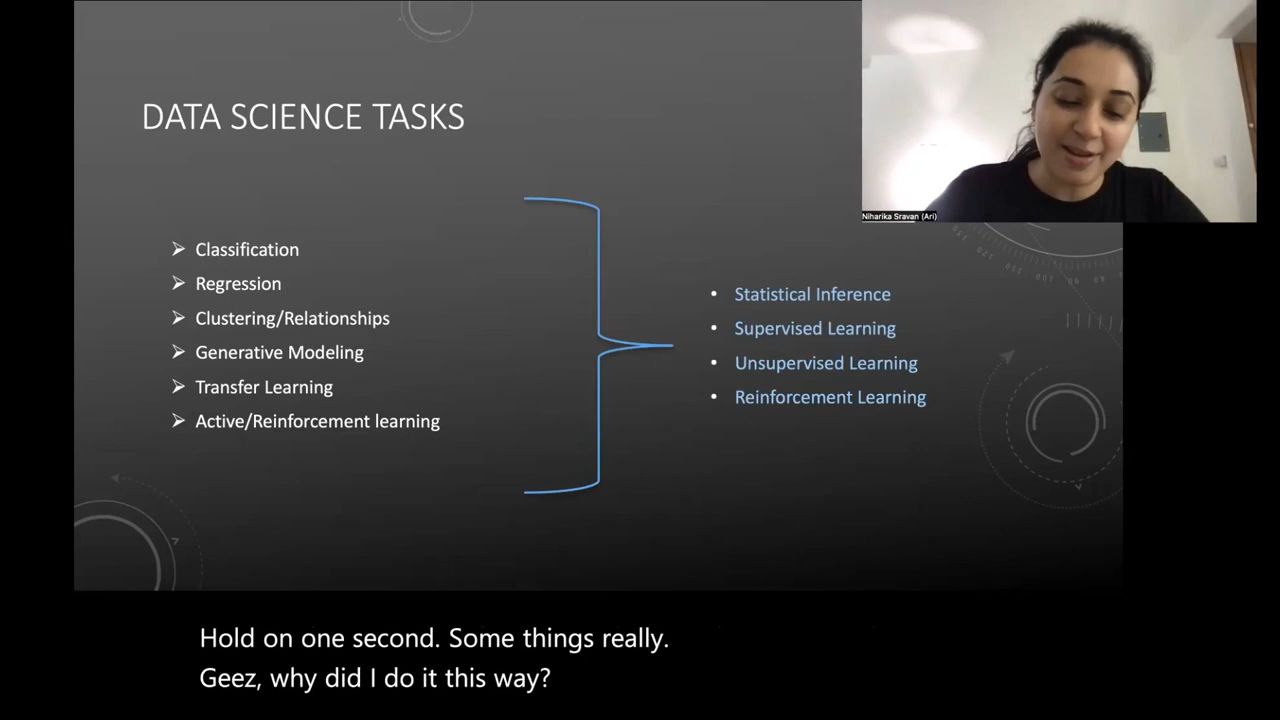 DATA SCIENCE TASKS
Classification
Regression
Clustering/Relationships
Generative Modeling
Transfer Learning
Active/Reinforcement learning
Statistical Inference
Supervised Learning
Unsupervised Learning
Reinforcement Learning
Niharika Sravan (Ari)
Hold on one second. Some things really.
Geez, why did I do it this way?